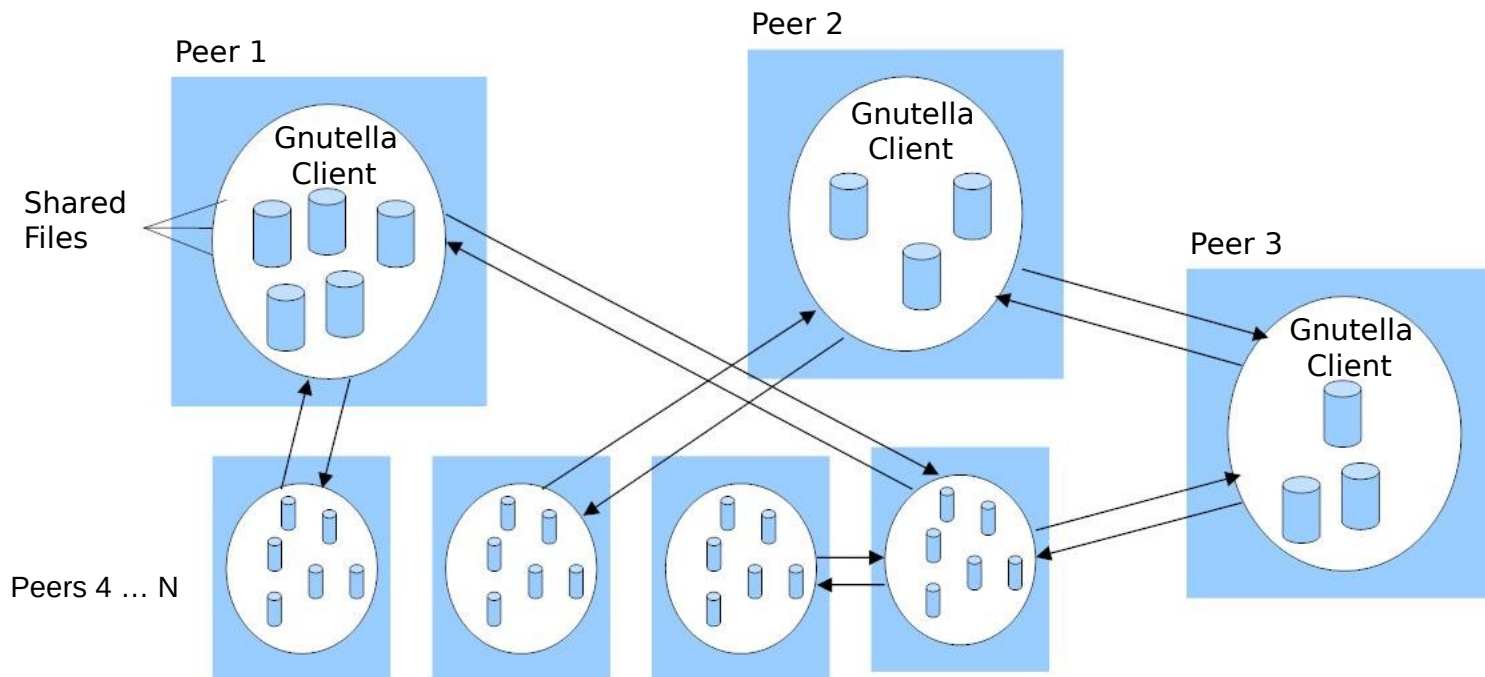 Peer 1
Peer 2
Gnutella
Client
Gnutella
Client
Shared
Files
Peer 3
Gnutella
Client
Peers 4 … N